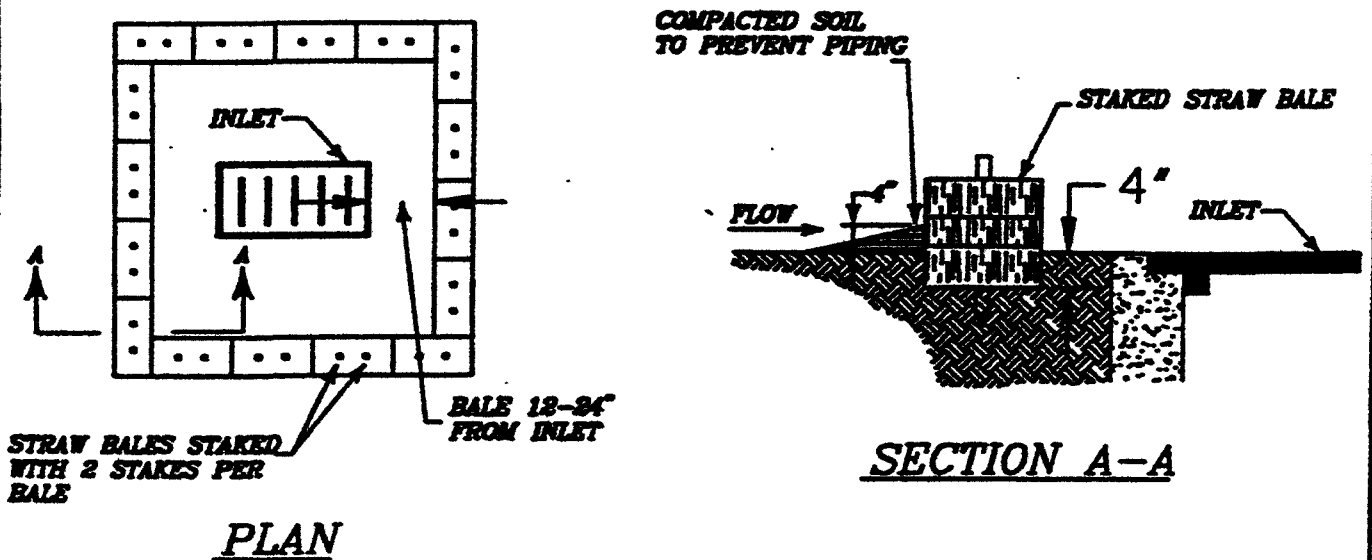 INLET
A
A
BALE 12-24"
FROM INLET
STRAW BALES STAKED
WITH 2 STAKES PER
BALE
PLAN
COMPACTED SOIL
TO PREVENT PIPING
STAKED STRAW BALE
4"
4"
FLOW
INLET
SECTION A-A